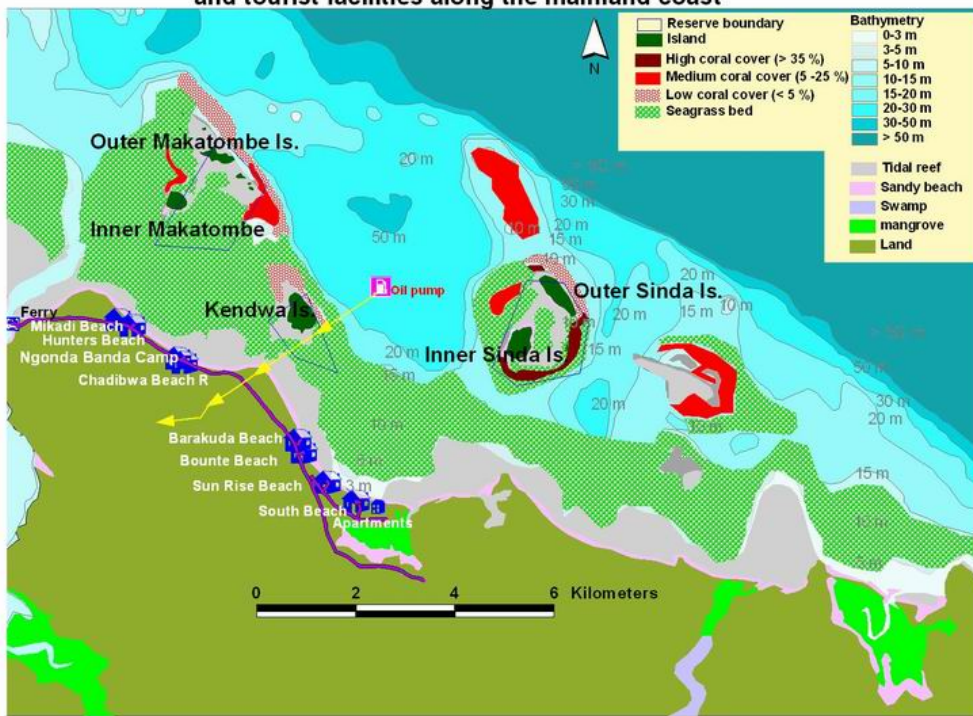 and tourist facilities along the mainland coast
N
Reserve boundary
Island
High coral cover (> 35 %)
Medium coral cover (5 -25 %)
Low coral cover (< 5 %)
Seagrass bed
Bathymetry
0-3 m
3-5 m
5-10 m
10-15 m
15-20 m
20-30 m
30-50 m
> 50 m
Tidal reef
Sandy beach
Swamp
mangrove
Land
Outer Makatombe Is.
Inner Makatombe
Kendwa Is.
Oil pump
Outer Sinda Is.
Inner Sinda Is.
20 m
50 m
20 m
15 m
10 m
3 m
30 m
20 m
15 m
10 m
10 m
15 m
20 m
15 m
10 m
20 m
50 m
30 m
20 m
15 m
10 m
Ferry
Mikadi Beach
Hunters Beach
Ngonda Banda Camp
Chadibwa Beach R
Barakuda Beach
Bounte Beach
Sun Rise Beach
South Beach
Apartments
0 2 4 6 Kilometers